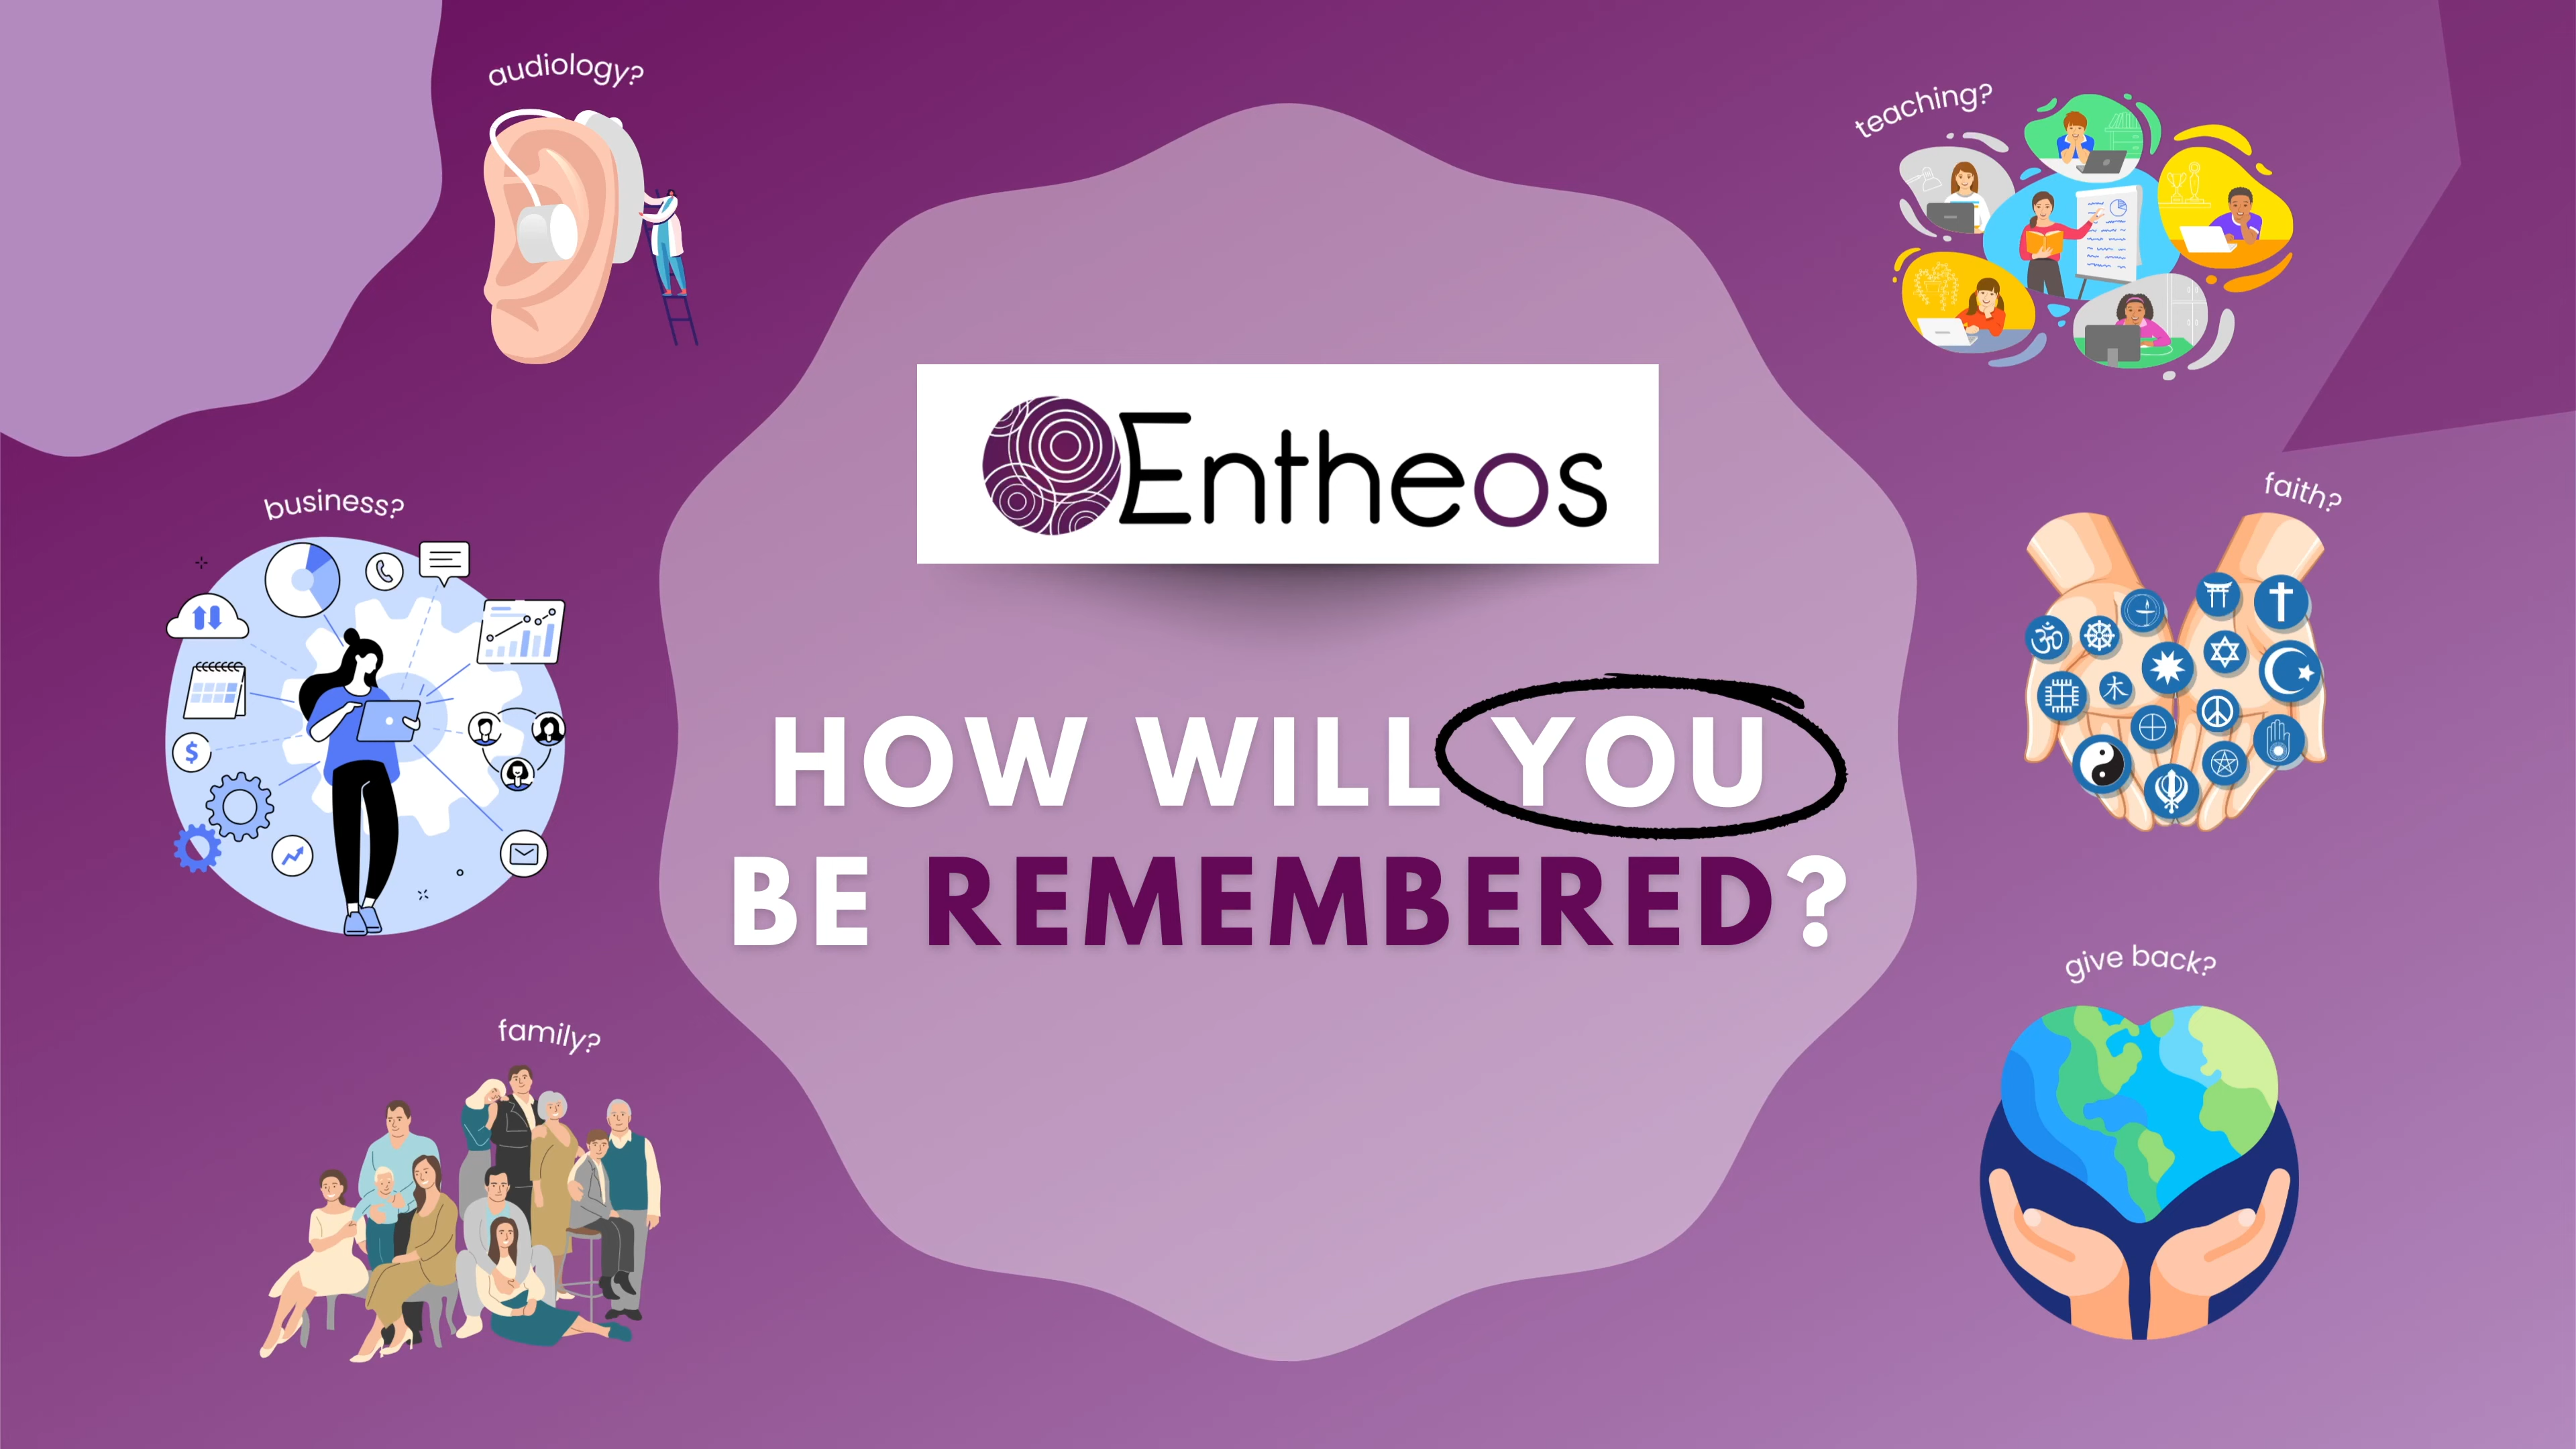 audiology?
teaching?
Entheos
business?
faith?
HOW WILL YOU
BE REMEMBERED?
family?
give back?